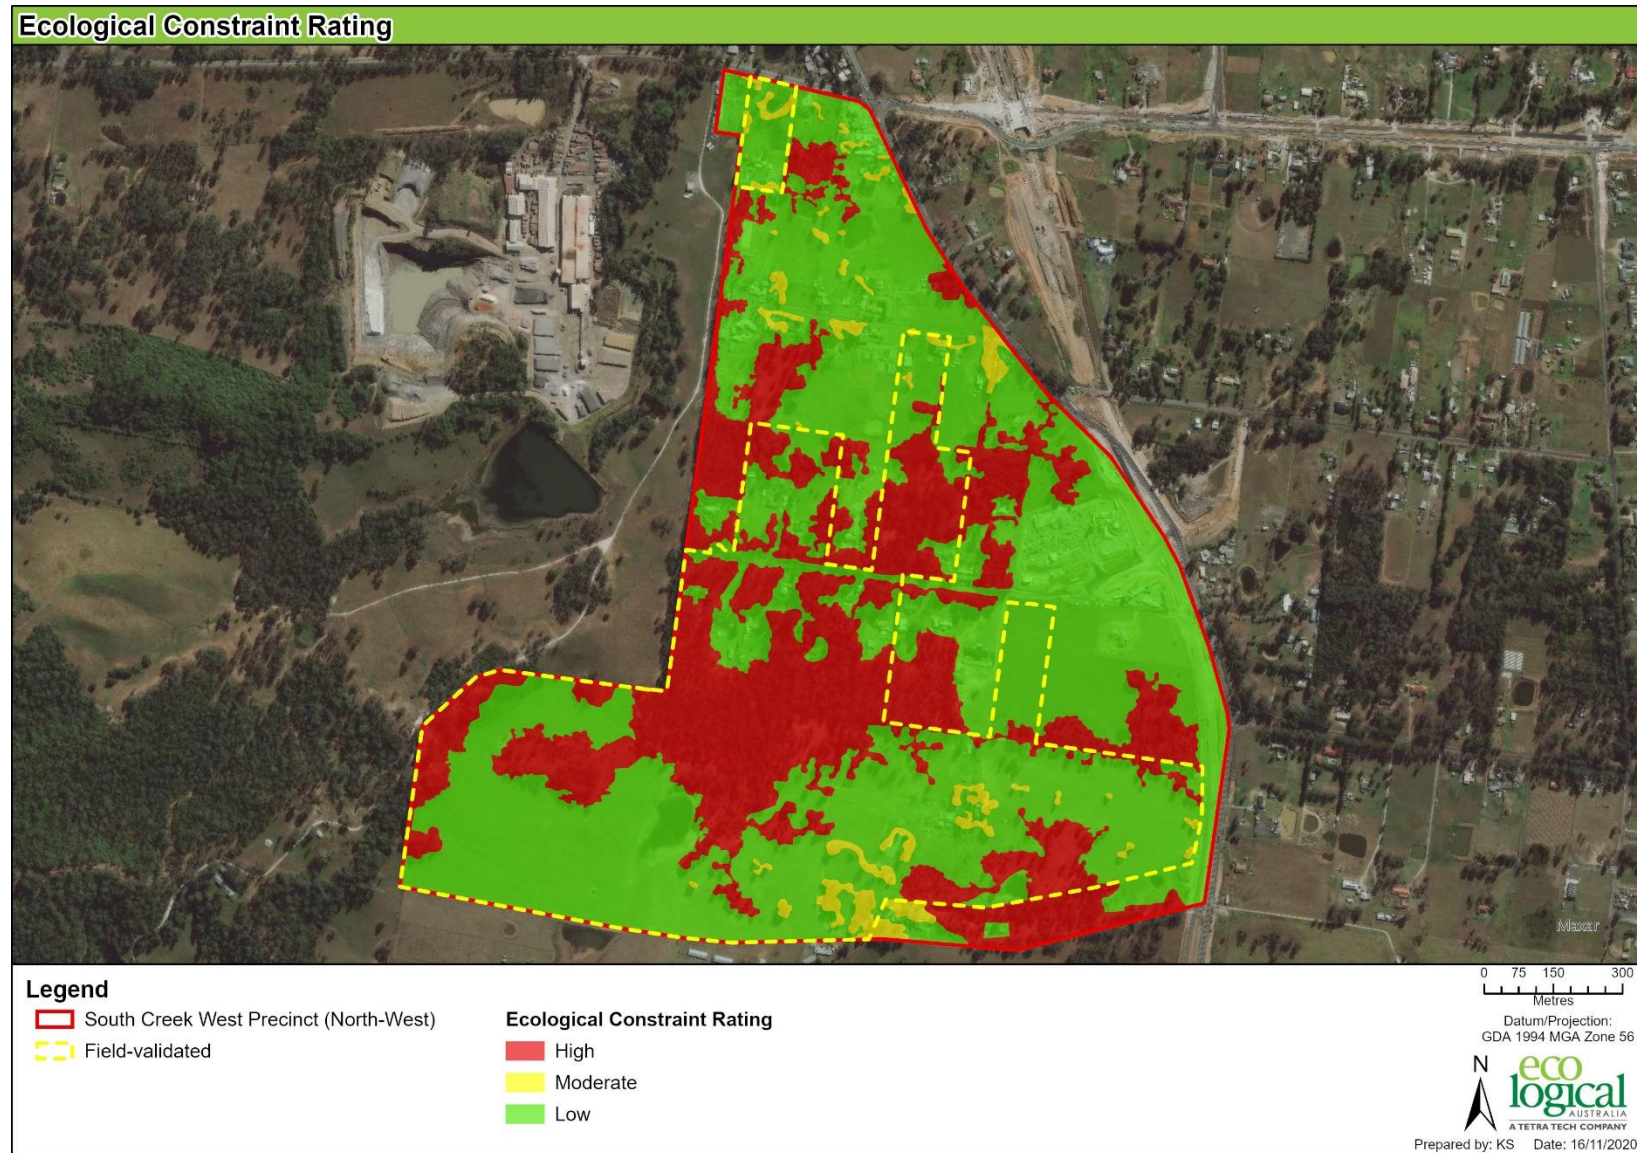 Ecological Constraint Rating
Maxar
Legend
South Creek West Precinct (North-West)
Field-validated
Ecological Constraint Rating
High
Moderate
Low
0 75 150 300
Metres
Datum/Projection:
GDA 1994 MGA Zone 56
N
eco
logical
AUSTRALIA
A TETRA TECH COMPANY
Prepared by: KS Date: 16/11/2020